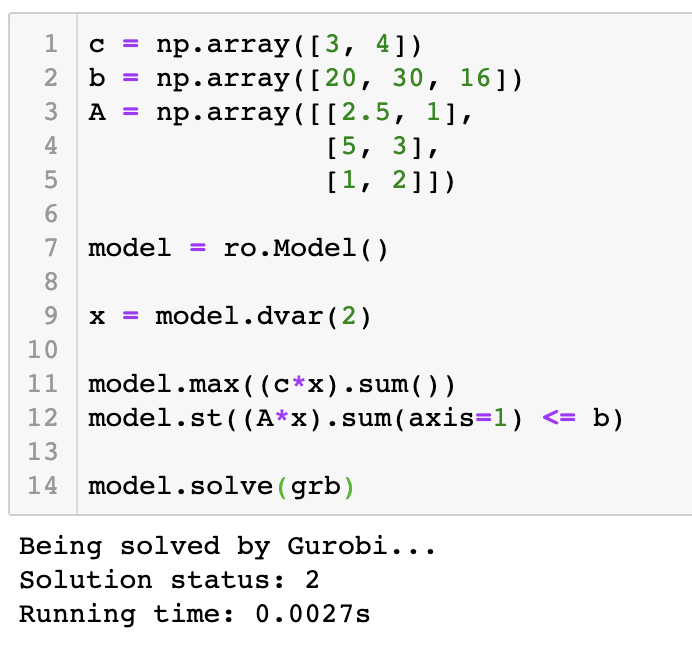 1 c = np.array([3, 4])
2 b = np.array([20, 30, 16])
3 A = np.array([[2.5, 1],
4               [5, 3],
5               [1, 2]])
6
7 model = ro.Model()
8
9 x = model.dvar(2)
10
11 model.max((c*x).sum())
12 model.st((A*x).sum(axis=1) <= b)
13
14 model.solve(grb)
Being solved by Gurobi...
Solution status: 2
Running time: 0.0027s